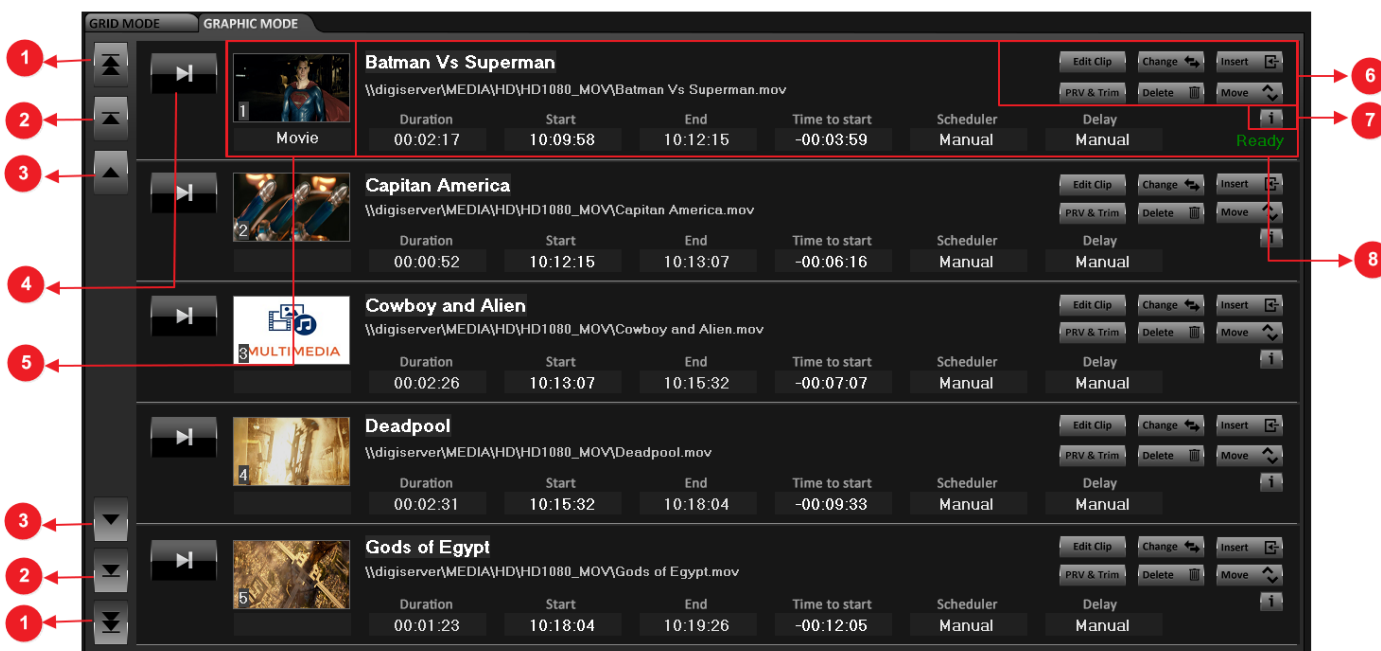 GRID MODE GRAPHIC MODE
1
2
3
4
5
3
2
1
6
7
8
Batman Vs Superman
\\digiserver\MEDIA\HD\HD1080_MOV\Batman Vs Superman.mov
Edit Clip Change Insert
PRV & Trim Delete Move
i
1
Movie
Duration Start End Time to start Scheduler Delay
00:02:17 10:09:58 10:12:15 -00:03:59 Manual Manual
Ready
Capitan America
\\digiserver\MEDIA\HD\HD1080_MOV\Capitan America.mov
Edit Clip Change Insert
PRV & Trim Delete Move
i
2
Duration Start End Time to start Scheduler Delay
00:00:52 10:12:15 10:13:07 -00:06:16 Manual Manual
Cowboy and Alien
\\digiserver\MEDIA\HD\HD1080_MOV\Cowboy and Alien.mov
Edit Clip Change Insert
PRV & Trim Delete Move
i
3
MULTIMEDIA
Duration Start End Time to start Scheduler Delay
00:02:26 10:13:07 10:15:32 -00:07:07 Manual Manual
Deadpool
\\digiserver\MEDIA\HD\HD1080_MOV\Deadpool.mov
Edit Clip Change Insert
PRV & Trim Delete Move
i
4
Duration Start End Time to start Scheduler Delay
00:02:31 10:15:32 10:18:04 -00:09:33 Manual Manual
Gods of Egypt
\\digiserver\MEDIA\HD\HD1080_MOV\Gods of Egypt.mov
Edit Clip Change Insert
PRV & Trim Delete Move
i
5
Duration Start End Time to start Scheduler Delay
00:01:23 10:18:04 10:19:26 -00:12:05 Manual Manual